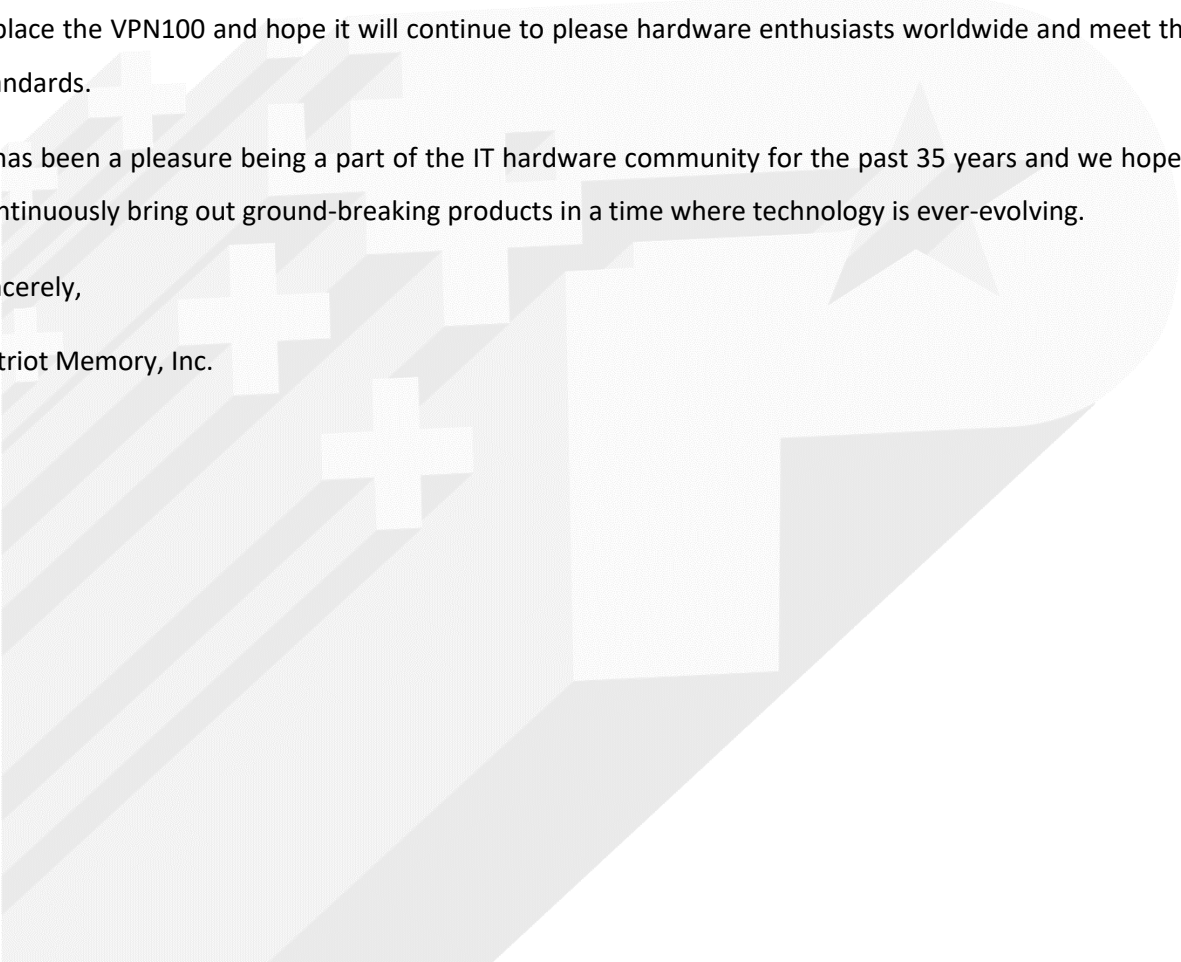 place the VPN100 and hope it will continue to please hardware enthusiasts worldwide and meet th
ndards.
has been a pleasure being a part of the IT hardware community for the past 35 years and we hope
ntinuously bring out ground-breaking products in a time where technology is ever-evolving.
ncerely,
triot Memory, Inc.